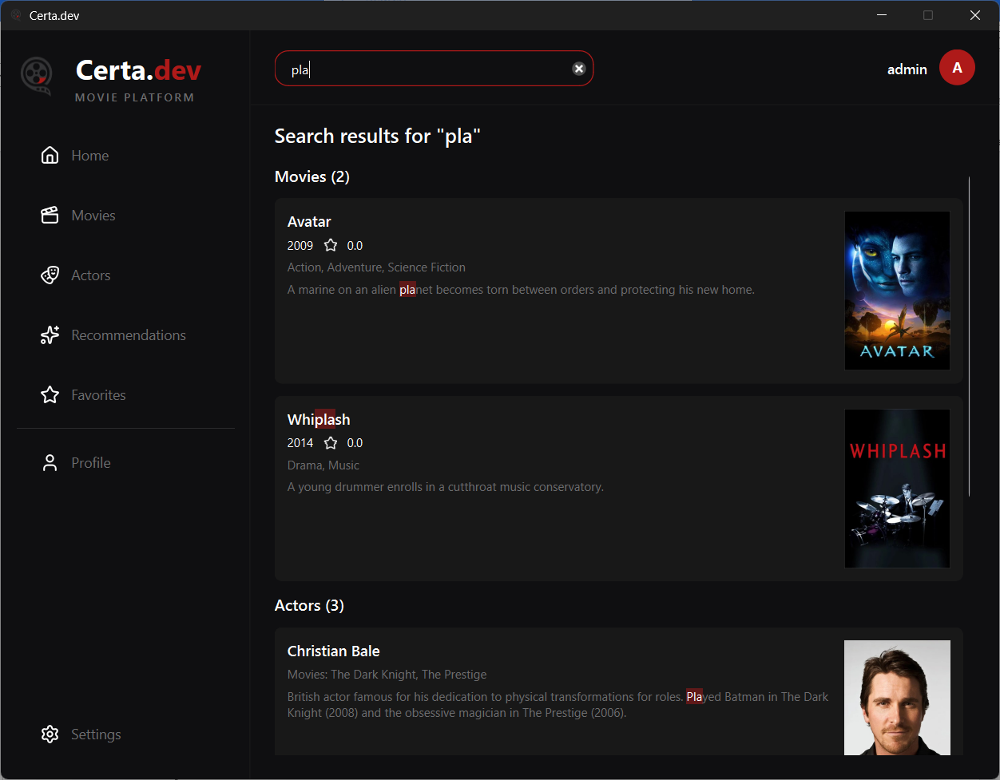 Certa.dev
Certa.dev
MOVIE PLATFORM
pla
admin
A
Home
Movies
Actors
Recommendations
Favorites
Profile
Settings
Search results for "pla"
Movies (2)
Avatar
2009 0.0
Action, Adventure, Science Fiction
A marine on an alien planet becomes torn between orders and protecting his new home.
AVATAR
Whiplash
2014 0.0
Drama, Music
A young drummer enrolls in a cutthroat music conservatory.
WHIPLASH
Actors (3)
Christian Bale
Movies: The Dark Knight, The Prestige
British actor famous for his dedication to physical transformations for roles. Played Batman in The Dark
Knight (2008) and the obsessive magician in The Prestige (2006).